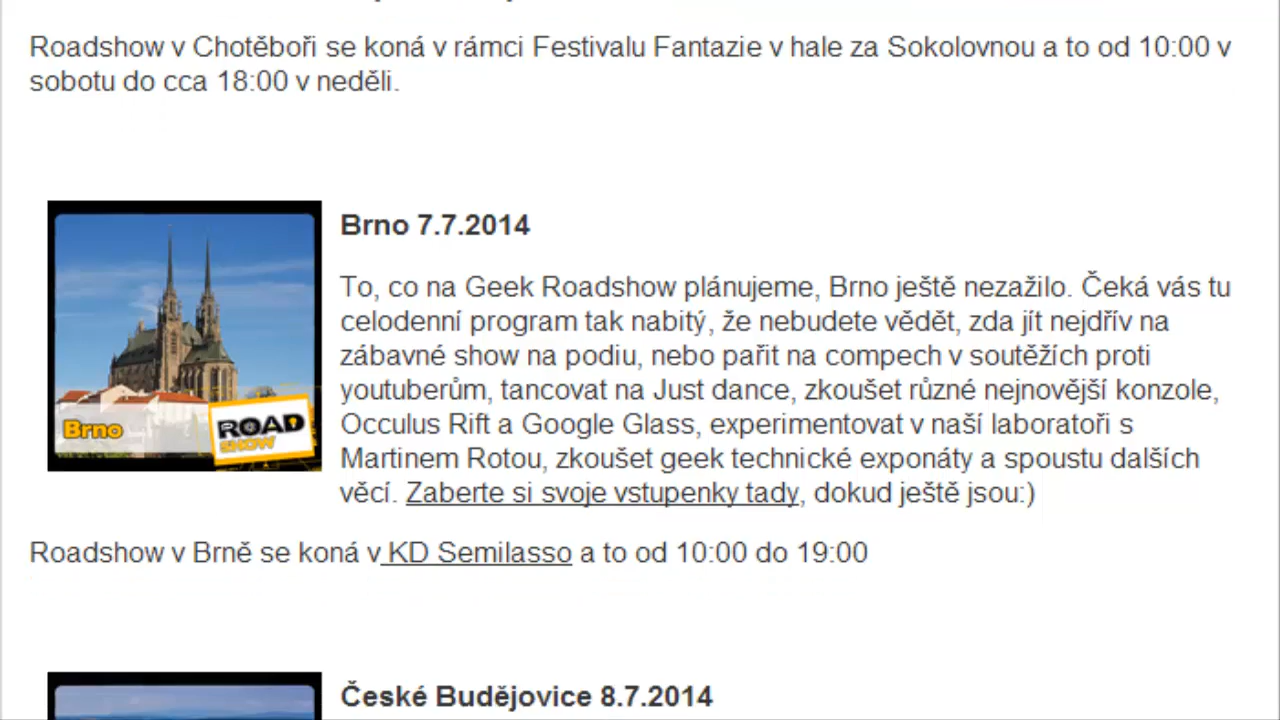 Roadshow v Chotěboři se koná v rámci Festivalu Fantazie v hale za Sokolovnou a to od 10:00 v
sobotu do cca 18:00 v neděli.
Brno 7.7.2014
To, co na Geek Roadshow plánujeme, Brno ještě nezažilo. Čeká vás tu
celodenní program tak nabitý, že nebudete vědět, zda jít nejdřív na
zábavné show na podiu, nebo pařit na compech v soutěžích proti
youtuberům, tancovat na Just dance, zkoušet různé nejnovější konzole,
Occulus Rift a Google Glass, experimentovat v naší laboratoři s
Martinem Rotou, zkoušet geek technické exponáty a spoustu dalších
věcí. Zaberte si svoje vstupenky tady, dokud ještě jsou:)
Brno
ROAD
SHOW
Roadshow v Brně se koná v KD Semilasso a to od 10:00 do 19:00
České Budějovice 8.7.2014